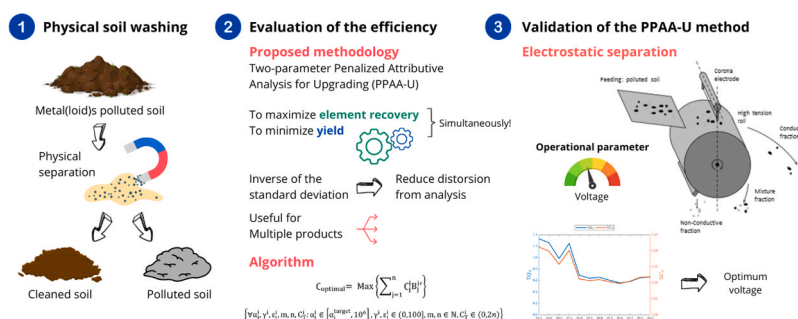 1 Physical soil washing
Metal(loid)s polluted soil
Physical
separation
Cleaned soil
Polluted soil
2 Evaluation of the efficiency
Proposed methodology
Two-parameter Penalized Attributive
Analysis for Upgrading (PPAA-U)
To maximize element recovery
To minimize yield
Simultaneously!
Inverse of the
standard deviation
Reduce distorsion
from analysis
Useful for
Multiple products
Algorithm
3 Validation of the PPAA-U method
Electrostatic separation
Feeding: polluted soil
Corona
electrode
High tension
roll
Mixture
fraction
Non-Conductive
fraction
Operational parameter
Voltage
Optimum
voltage